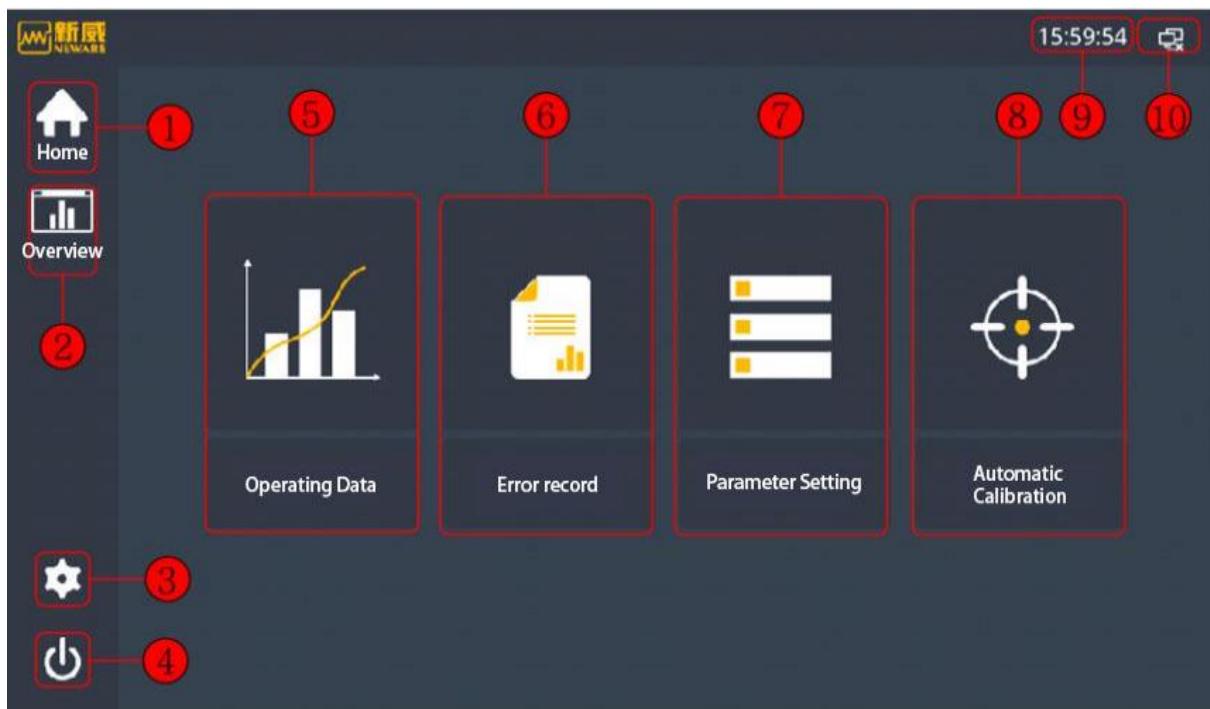 新威
NEWARE
15:59:54
Home
1
5
6
7
8
9
10
Overview
2
Operating Data
Error record
Parameter Setting
Automatic
Calibration
3
4